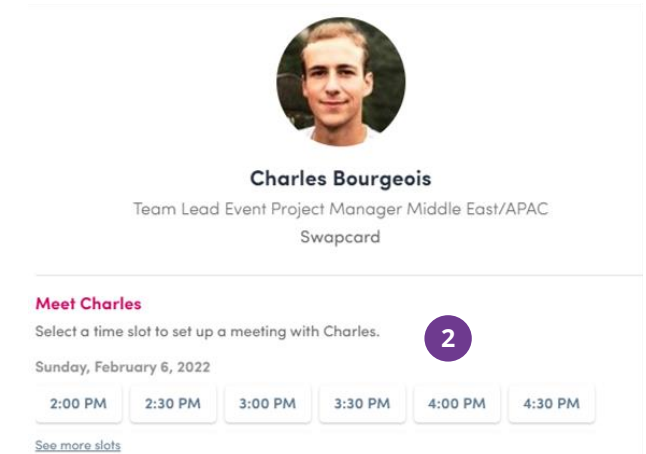 Charles Bourgeois
Team Lead Event Project Manager Middle East/APAC
Swapcard
Meet Charles
Select a time slot to set up a meeting with Charles.
2
Sunday, February 6, 2022
2:00 PM 2:30 PM 3:00 PM 3:30 PM 4:00 PM 4:30 PM
See more slots